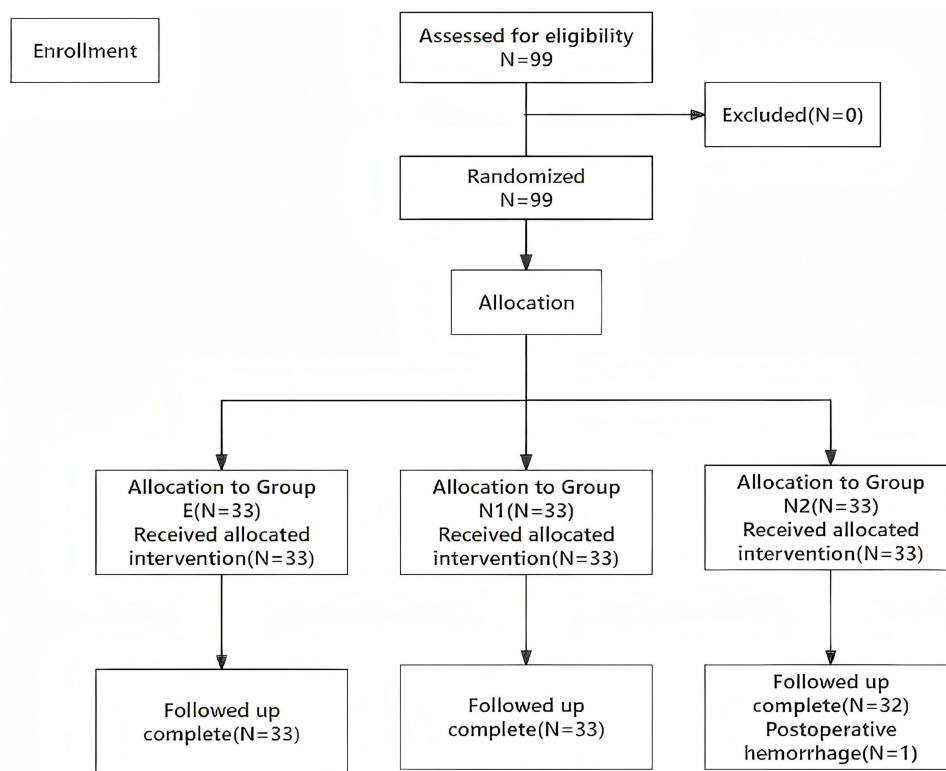 Enrollment
Assessed for eligibility
N=99
Excluded(N=0)
Randomized
N=99
Allocation
Allocation to Group
E(N=33)
Received allocated
intervention(N=33)
Allocation to Group
N1(N=33)
Received allocated
intervention(N=33)
Allocation to Group
N2(N=33)
Received allocated
intervention(N=33)
Followed up
complete(N=33)
Followed up
complete(N=33)
Followed up
complete(N=32)
Postoperative
hemorrhage(N=1)